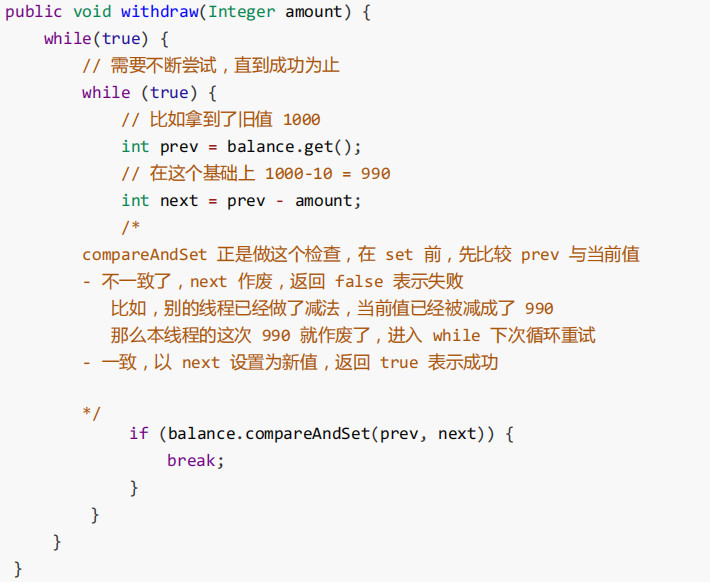 public void withdraw(Integer amount) {
while(true) {
// 需要不断尝试，直到成功为止
while (true) {
// 比如拿到了旧值 1000
int prev = balance.get();
// 在这个基础上 1000-10 = 990
int next = prev - amount;
/*
compareAndSet 正是做这个检查，在 set 前，先比较 prev 与当前值
- 不一致了，next 作废，返回 false 表示失败
比如，别的线程已经做了减法，当前值已经被减成了 990
那么本线程的这次 990 就作废了，进入 while 下次循环重试
- 一致，以 next 设置为新值，返回 true 表示成功
*/
if (balance.compareAndSet(prev, next)) {
break;
}
}
}
}